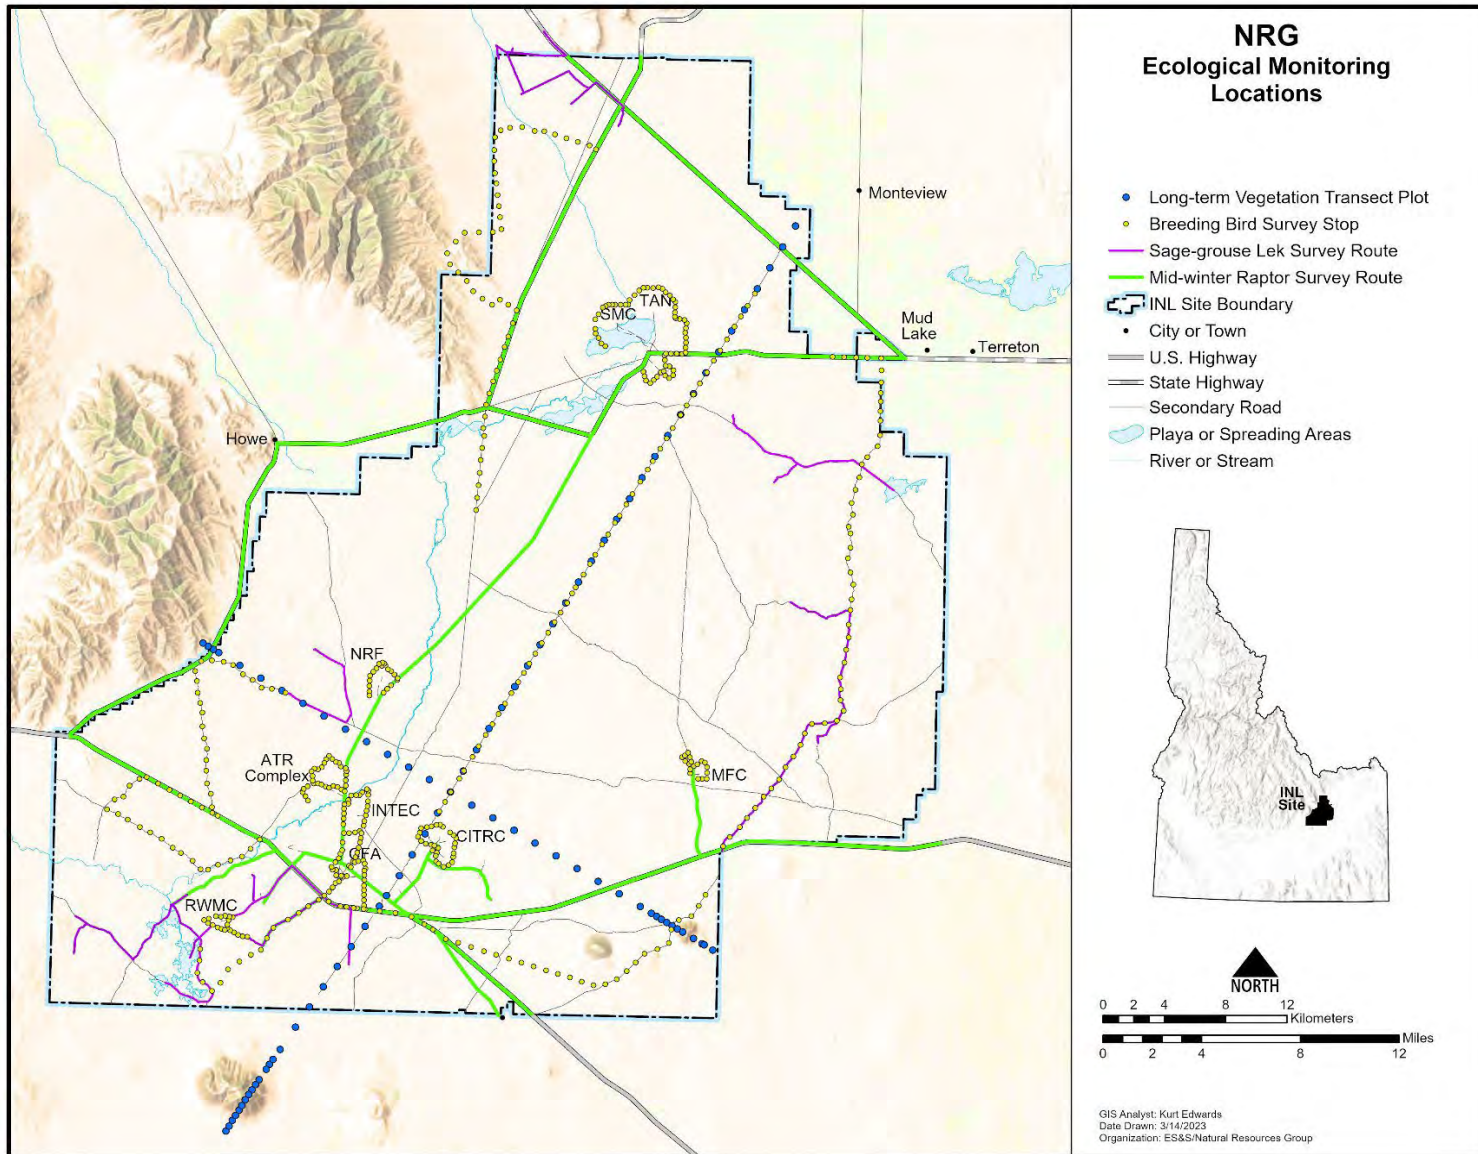 NRG
Ecological Monitoring
Locations
Long-term Vegetation Transect Plot
Breeding Bird Survey Stop
Sage-grouse Lek Survey Route
Mid-winter Raptor Survey Route
INL Site Boundary
City or Town
U.S. Highway
State Highway
Secondary Road
Playa or Spreading Areas
River or Stream
Monteview
TAN
SMC
Mud
Lake
Terreton
Howe
NRF
ATR
Complex
MFC
INTEC
CITRC
CFA
RWMC
INL
Site
NORTH
0 2 4 8 12
Kilometers
Miles
0 2 4 8 12
GIS Analyst: Kurt Edwards
Date Drawn: 3/14/2023
Organization: ES&S/Natural Resources Group